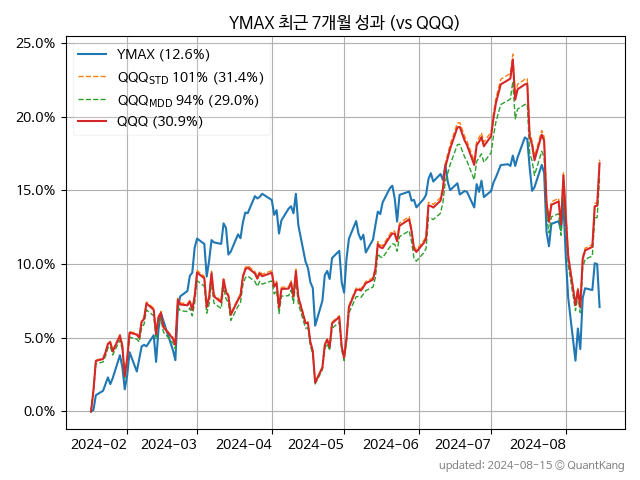 YMAX 최근 7개월 성과 (vs QQQ)
25.0%
20.0%
15.0%
10.0%
5.0%
0.0%
YMAX (12.6%)
QQQSTD 101% (31.4%)
QQQMDD 94% (29.0%)
QQQ (30.9%)
2024-02 2024-03 2024-04 2024-05 2024-06 2024-07 2024-08
updated: 2024-08-15 © QuantKang